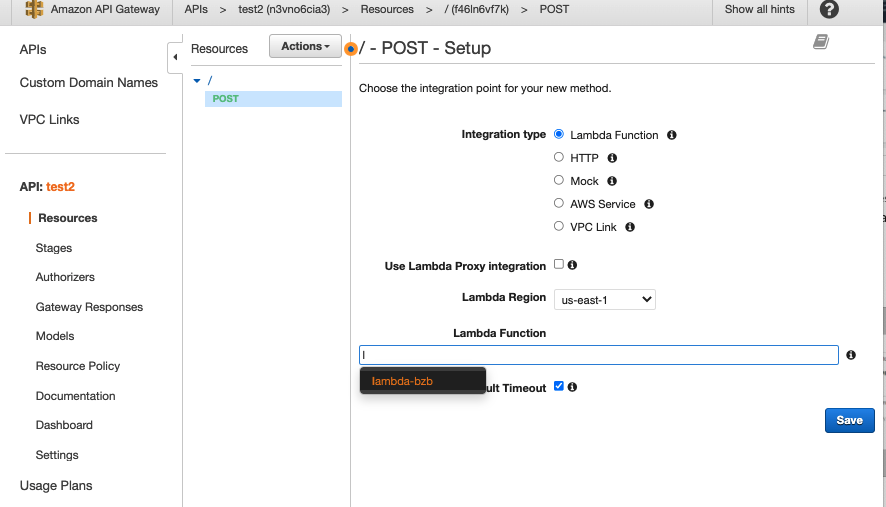 Amazon API Gateway APIs > test2 (n3vno6cia3) > Resources > / (f46ln6vf7k) > POST Show all hints ?
APIs
Custom Domain Names
VPC Links
API: test2
Resources
Stages
Authorizers
Gateway Responses
Models
Resource Policy
Documentation
Dashboard
Settings
Usage Plans
Resources Actions
/
POST
/ - POST - Setup
Choose the integration point for your new method.
Integration type Lambda Function
HTTP
Mock
AWS Service
VPC Link
Use Lambda Proxy integration
Lambda Region us-east-1
Lambda Function
l
lambda-bzb
ult Timeout
Save